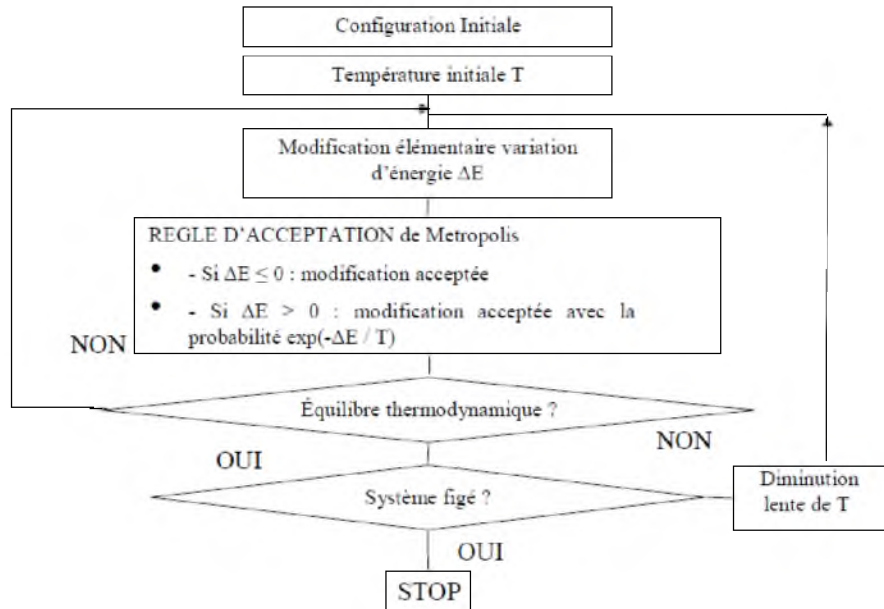 Configuration Initiale
Température initiale T
Modification élémentaire variation
d'énergie ΔE
REGLE D'ACCEPTATION de Metropolis
• - Si ΔE ≤ 0 : modification acceptée
• - Si ΔE > 0 : modification acceptée avec la
probabilité exp(-ΔE / T)
NON
Équilibre thermodynamique ?
NON
OUI
Système figé ?
Diminution
lente de T
OUI
STOP